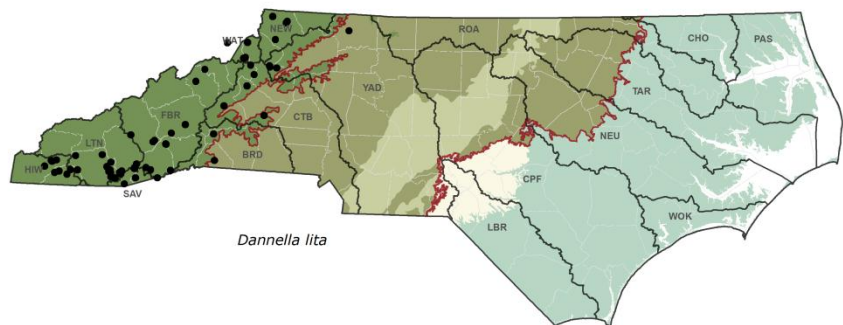 NEW
ROA
CHO
PAS
WAT
YAD
TAR
FBR
CTB
NEU
LTN
BRD
HIW
CPF
SAV
WOK
LBR
Dannella lita